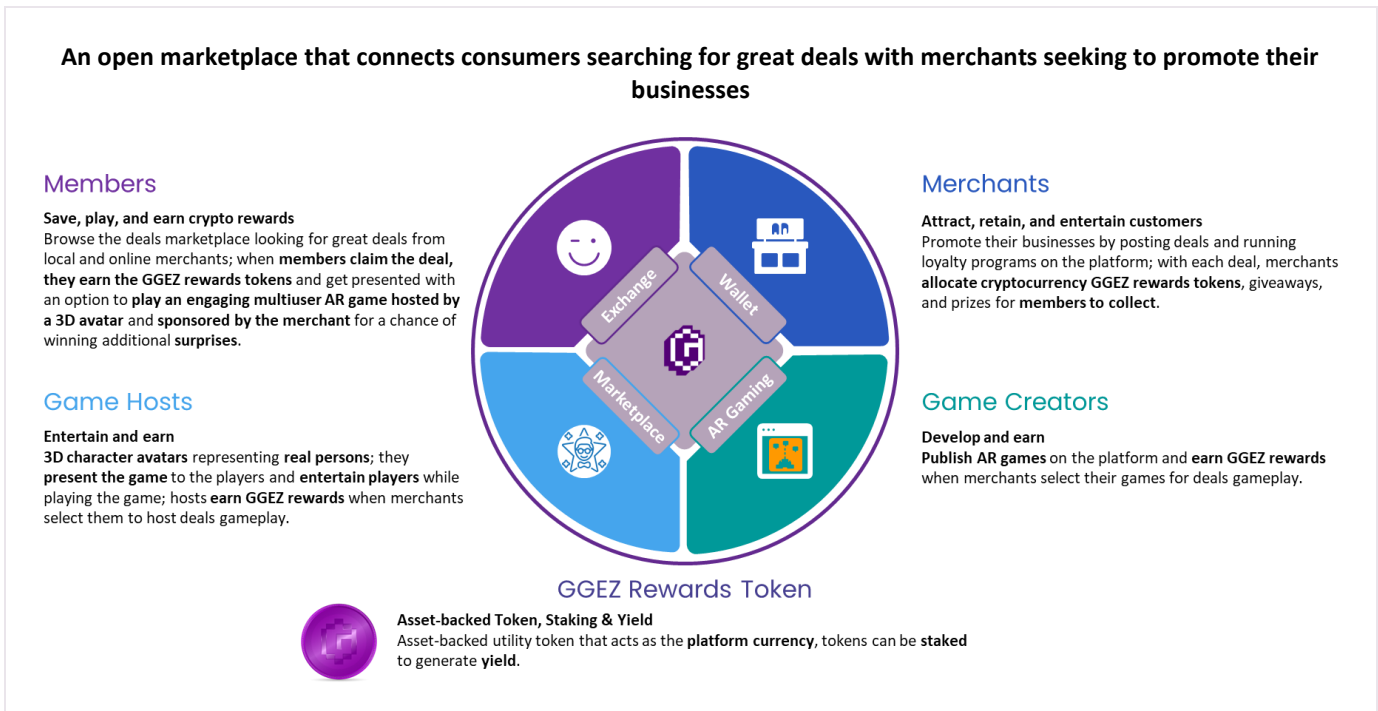 An open marketplace that connects consumers searching for great deals with merchants seeking to promote their
businesses
Members
Save, play, and earn crypto rewards
Browse the deals marketplace looking for great deals from
local and online merchants; when members claim the deal,
they earn the GGEZ rewards tokens and get presented with
an option to play an engaging multiuser AR game hosted by
a 3D avatar and sponsored by the merchant for a chance of
winning additional surprises.
Game Hosts
Entertain and earn
3D character avatars representing real persons; they
present the game to the players and entertain players while
playing the game; hosts earn GGEZ rewards when merchants
select them to host deals gameplay.
Exchange
Wallet
Marketplace
AR Gaming
Merchants
Attract, retain, and entertain customers
Promote their businesses by posting deals and running
loyalty programs on the platform; with each deal, merchants
allocate cryptocurrency GGEZ rewards tokens, giveaways,
and prizes for members to collect.
Game Creators
Develop and earn
Publish AR games on the platform and earn GGEZ rewards
when merchants select their games for deals gameplay.
GGEZ Rewards Token
Asset-backed Token, Staking & Yield
Asset-backed utility token that acts as the platform currency, tokens can be staked
to generate yield.